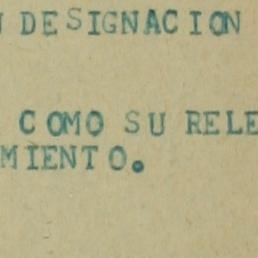 DESIGNACION
COMO SU RELE
MIENTO.